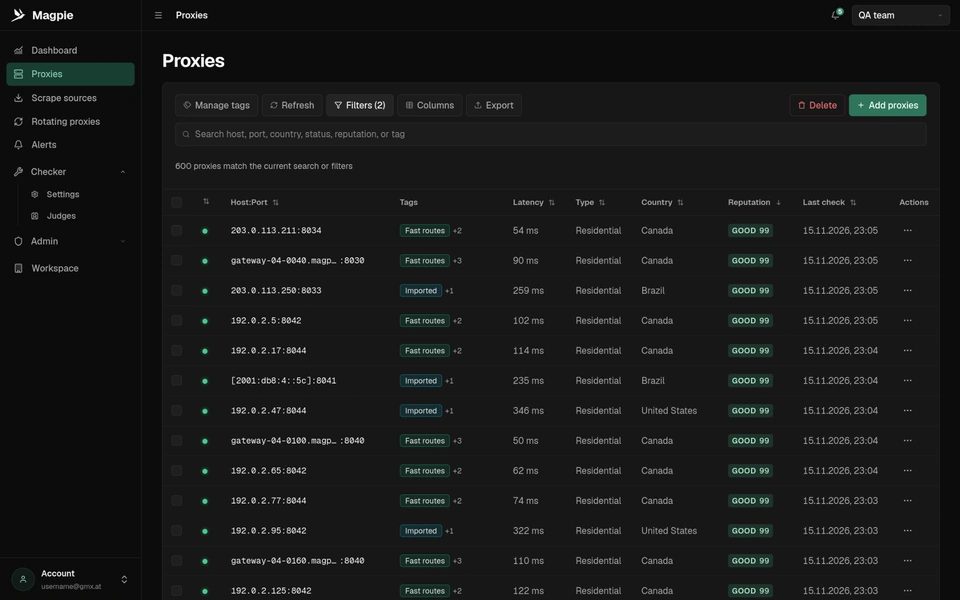 Magpie
Proxies
5
QA team
Dashboard
Proxies
Scrape sources
Rotating proxies
Alerts
Checker
Settings
Judges
Admin
Workspace
Account
username@gmx.at
Proxies
Manage tags Refresh Filters (2) Columns Export Delete + Add proxies
Search host, port, country, status, reputation, or tag
600 proxies match the current search or filters
Host:Port Tags Latency Type Country Reputation Last check Actions
203.0.113.211:8034 Fast routes +2 54 ms Residential Canada GOOD 99 15.11.2026, 23:05 ...
gateway-04-0040.magp… :8030 Fast routes +3 90 ms Residential Canada GOOD 99 15.11.2026, 23:05 ...
203.0.113.250:8033 Imported +1 259 ms Residential Brazil GOOD 99 15.11.2026, 23:05 ...
192.0.2.5:8042 Fast routes +2 102 ms Residential Canada GOOD 99 15.11.2026, 23:05 ...
192.0.2.17:8044 Fast routes +2 114 ms Residential Canada GOOD 99 15.11.2026, 23:04 ...
[2001:db8:4::5c]:8041 Imported +1 235 ms Residential Brazil GOOD 99 15.11.2026, 23:04 ...
192.0.2.47:8044 Imported +1 346 ms Residential United States GOOD 99 15.11.2026, 23:04 ...
gateway-04-0100.magp… :8040 Fast routes +3 50 ms Residential Canada GOOD 99 15.11.2026, 23:04 ...
192.0.2.65:8042 Fast routes +2 62 ms Residential Canada GOOD 99 15.11.2026, 23:04 ...
192.0.2.77:8044 Fast routes +2 74 ms Residential Canada GOOD 99 15.11.2026, 23:03 ...
192.0.2.95:8042 Imported +1 322 ms Residential United States GOOD 99 15.11.2026, 23:03 ...
gateway-04-0160.magp… :8040 Fast routes +3 110 ms Residential Canada GOOD 99 15.11.2026, 23:03 ...
192.0.2.125:8042 Fast routes +2 122 ms Residential Canada GOOD 99 15.11.2026, 23:03 ...